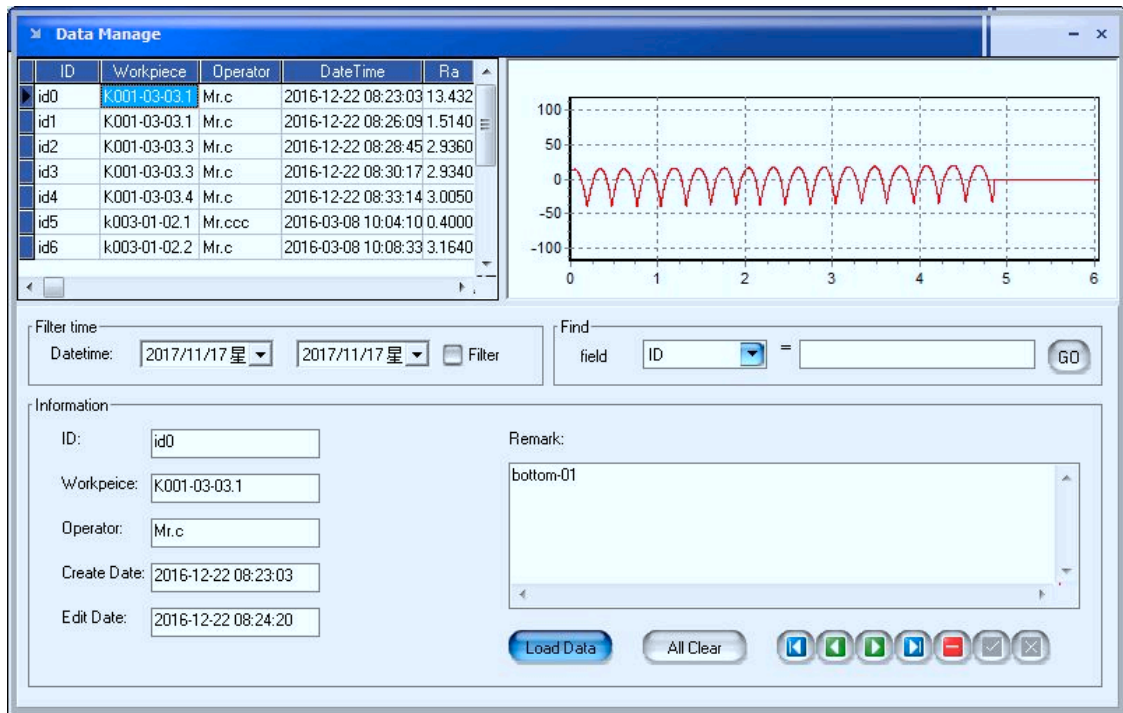 Data Manage
ID Workpiece Operator DateTime Ra
id0 K001-03-03.1 Mr.c 2016-12-22 08:23:03 13.432
id1 K001-03-03.1 Mr.c 2016-12-22 08:26:09 1.5140
id2 K001-03-03.3 Mr.c 2016-12-22 08:28:45 2.9360
id3 K001-03-03.3 Mr.c 2016-12-22 08:30:17 2.9340
id4 K001-03-03.4 Mr.c 2016-12-22 08:33:14 3.0050
id5 k003-01-02.1 Mr.ccc 2016-03-08 10:04:10 0.4000
id6 k003-01-02.2 Mr.c 2016-03-08 10:08:33 3.1640
100
50
0
-50
-100
0 1 2 3 4 5 6
Filter time
Datetime: 2017/11/17 星 2017/11/17 星 Filter
Find
field ID = GO
Information
ID: id0
Workpeice: K001-03-03.1
Operator: Mr.c
Create Date: 2016-12-22 08:23:03
Edit Date: 2016-12-22 08:24:20
Remark:
bottom-01
Load Data All Clear